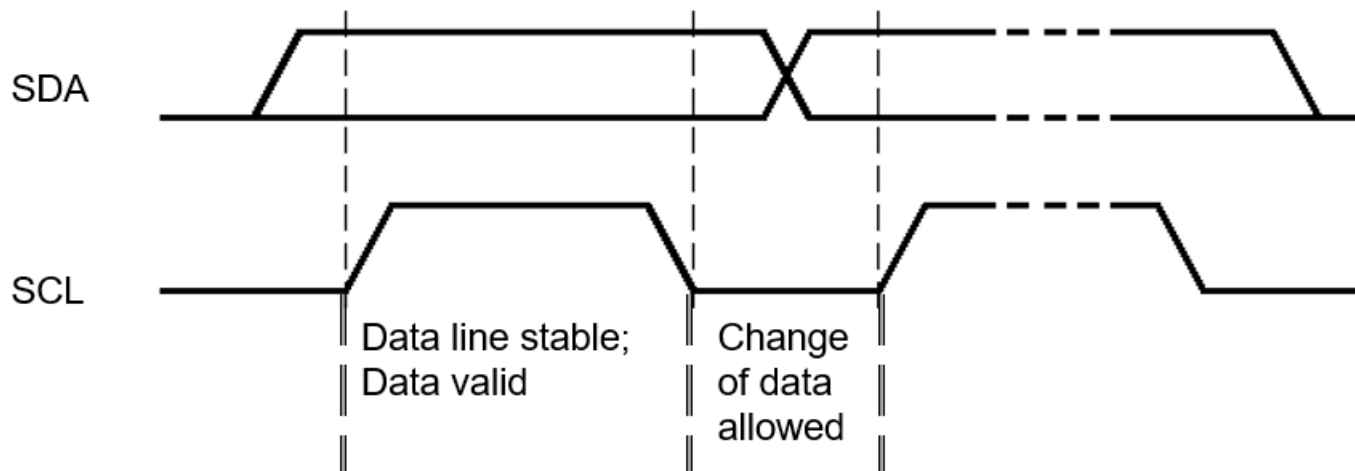 SDA
SCL
Data line stable;
Data valid
Change
of data
allowed